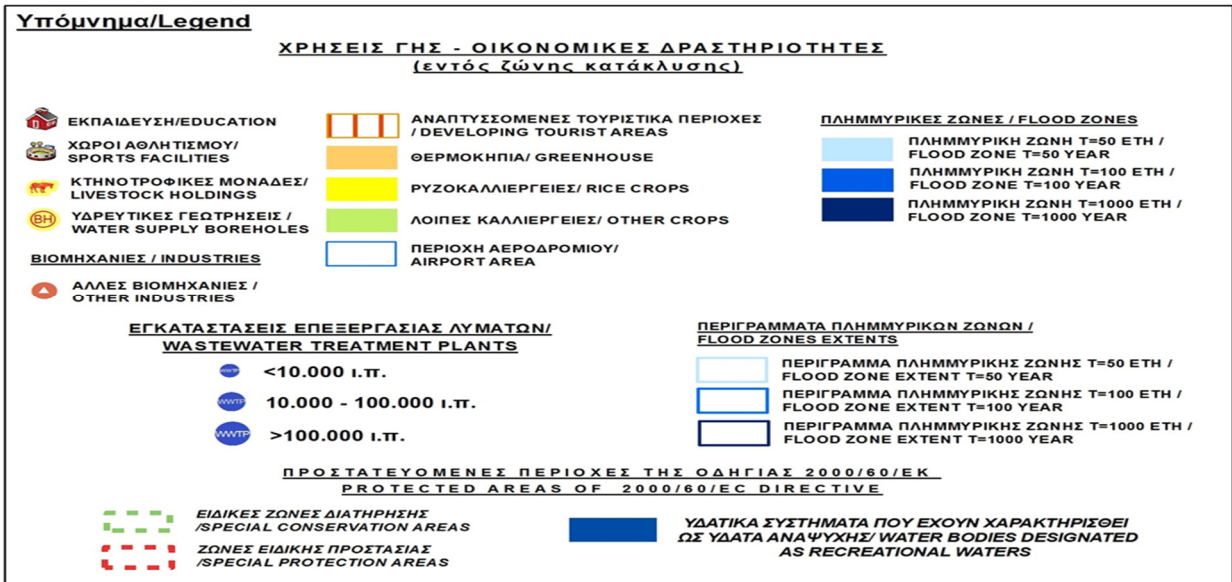 Υπόμνημα/Legend
ΧΡΗΣΕΙΣ ΓΗΣ - ΟΙΚΟΝΟΜΙΚΕΣ ΔΡΑΣΤΗΡΙΟΤΗΤΕΣ
(εντός ζώνης κατάκλυσης)
ΕΚΠΑΙΔΕΥΣΗ/EDUCATION
ΧΩΡΟΙ ΑΘΛΗΤΙΣΜΟΥ/
SPORTS FACILITIES
ΚΤΗΝΟΤΡΟΦΙΚΕΣ ΜΟΝΑΔΕΣ/
LIVESTOCK HOLDINGS
BH
ΥΔΡΕΥΤΙΚΕΣ ΓΕΩΤΡΗΣΕΙΣ /
WATER SUPPLY BOREHOLES
ΒΙΟΜΗΧΑΝΙΕΣ / INDUSTRIES
ΑΛΛΕΣ ΒΙΟΜΗΧΑΝΙΕΣ /
OTHER INDUSTRIES
ΑΝΑΠΤΥΣΣΟΜΕΝΕΣ ΤΟΥΡΙΣΤΙΚΑ ΠΕΡΙΟΧΕΣ
/ DEVELOPING TOURIST AREAS
ΘΕΡΜΟΚΗΠΙΑ/ GREENHOUSE
ΡΥΖΟΚΑΛΛΙΕΡΓΕΙΕΣ/ RICE CROPS
ΛΟΙΠΕΣ ΚΑΛΛΙΕΡΓΕΙΕΣ/ OTHER CROPS
ΠΕΡΙΟΧΗ ΑΕΡΟΔΡΟΜΙΟΥ/
AIRPORT AREA
ΠΛΗΜΜΥΡΙΚΕΣ ΖΩΝΕΣ / FLOOD ZONES
ΠΛΗΜΜΥΡΙΚΗ ΖΩΝΗ T=50 ΕΤΗ /
FLOOD ZONE T=50 YEAR
ΠΛΗΜΜΥΡΙΚΗ ΖΩΝΗ T=100 ΕΤΗ /
FLOOD ZONE T=100 YEAR
ΠΛΗΜΜΥΡΙΚΗ ΖΩΝΗ T=1000 ΕΤΗ /
FLOOD ZONE T=1000 YEAR
ΕΓΚΑΤΑΣΤΑΣΕΙΣ ΕΠΕΞΕΡΓΑΣΙΑΣ ΛΥΜΑΤΩΝ/
WASTEWATER TREATMENT PLANTS
WWTP <10.000 ι.π.
WWTP 10.000 - 100.000 ι.π.
WWTP >100.000 ι.π.
ΠΕΡΙΓΡΑΜΜΑΤΑ ΠΛΗΜΜΥΡΙΚΩΝ ΖΩΝΩΝ /
FLOOD ZONES EXTENTS
ΠΕΡΙΓΡΑΜΜΑ ΠΛΗΜΜΥΡΙΚΗΣ ΖΩΝΗΣ T=50 ΕΤΗ /
FLOOD ZONE EXTENT T=50 YEAR
ΠΕΡΙΓΡΑΜΜΑ ΠΛΗΜΜΥΡΙΚΗΣ ΖΩΝΗΣ T=100 ΕΤΗ /
FLOOD ZONE EXTENT T=100 YEAR
ΠΕΡΙΓΡΑΜΜΑ ΠΛΗΜΜΥΡΙΚΗΣ ΖΩΝΗΣ T=1000 ΕΤΗ /
FLOOD ZONE EXTENT T=1000 YEAR
ΠΡΟΣΤΑΤΕΥΟΜΕΝΕΣ ΠΕΡΙΟΧΕΣ ΤΗΣ ΟΔΗΓΙΑΣ 2000/60/ΕΚ
PROTECTED AREAS OF 2000/60/EC DIRECTIVE
ΕΙΔΙΚΕΣ ΖΩΝΕΣ ΔΙΑΤΗΡΗΣΗΣ
/SPECIAL CONSERVATION AREAS
ΖΩΝΕΣ ΕΙΔΙΚΗΣ ΠΡΟΣΤΑΣΙΑΣ
/SPECIAL PROTECTION AREAS
ΥΔΑΤΙΚΑ ΣΥΣΤΗΜΑΤΑ ΠΟΥ ΕΧΟΥΝ ΧΑΡΑΚΤΗΡΙΣΘΕΙ
ΩΣ ΥΔΑΤΑ ΑΝΑΨΥΧΗΣ/ WATER BODIES DESIGNATED
AS RECREATIONAL WATERS